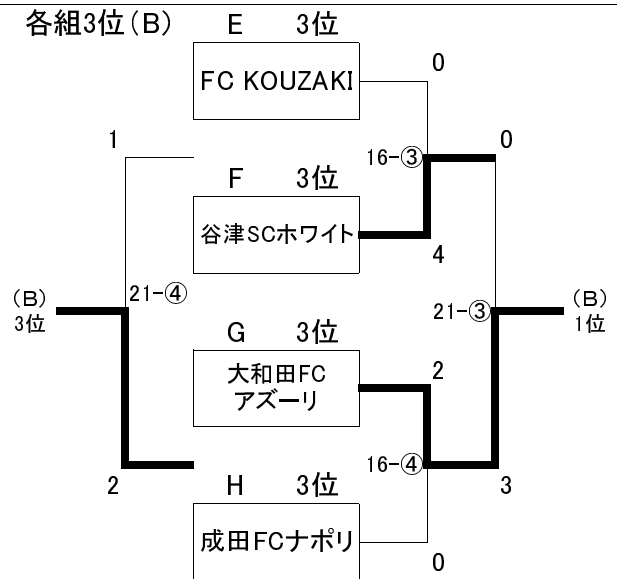 各組3位(B)
E 3位
0
FC KOUZAKI
1
16-③
0
F 3位
谷津SCホワイト
4
(B)
3位
21-④
21-③
(B)
1位
G 3位
2
大和田FC
アズーリ
16-④
2
H 3位
3
成田FCナポリ
0